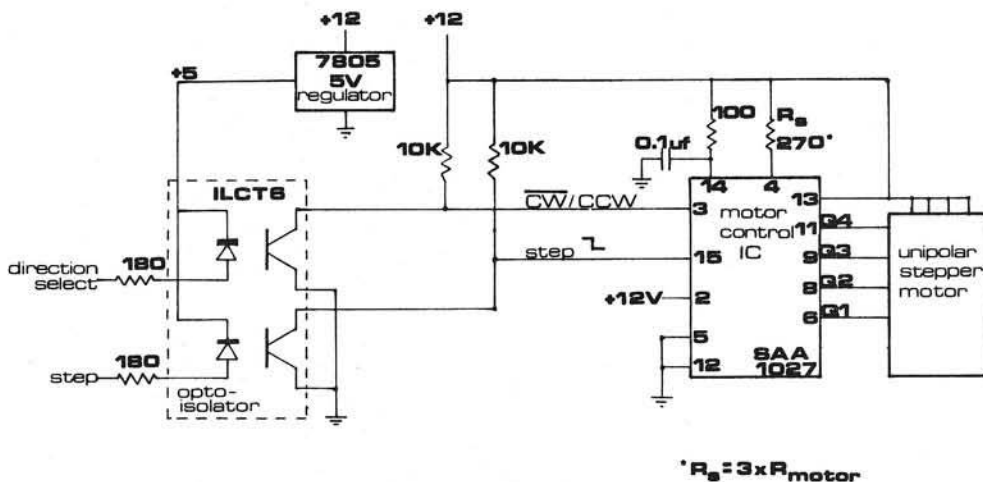 +12
+12
7805
5V
regulator
+5
10K
10K
100
Rs
270*
0.1uf
ILCT6
14
4
13
CW/CCW
3
motor
control
IC
11
Q4
direction
select
180
step
15
9
Q3
unipolar
stepper
motor
8
Q2
+12V
2
6
Q1
5
step
180
opto-
isolator
12
SAA
1027
*Rs=3xRmotor